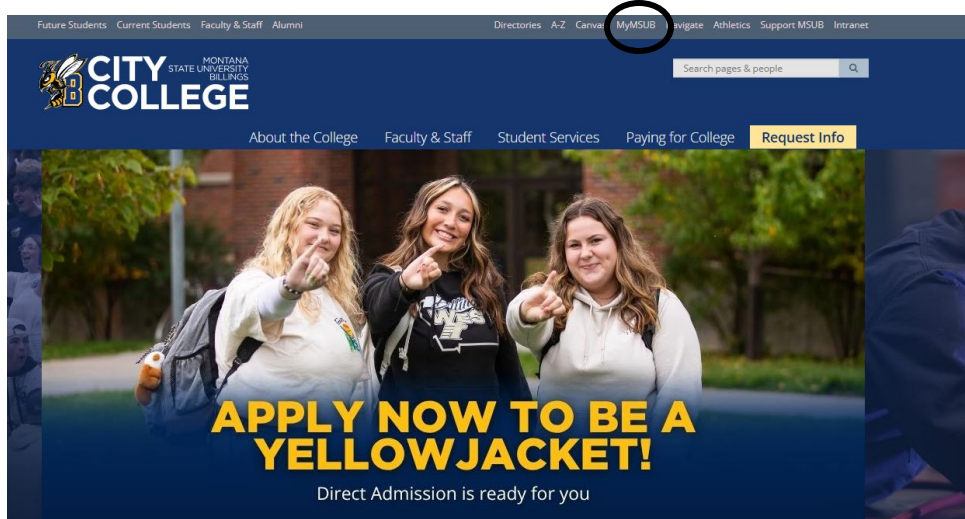 Future Students Current Students Faculty & Staff Alumni
Directories A-Z Canvas MyMSUB Navigate Athletics Support MSUB Intranet
CITY STATE UNIVERSITY MONTANA BILLINGS
COLLEGE
B
Search pages & people
About the College Faculty & Staff Student Services Paying for College Request Info
APPLY NOW TO BE A
YELLOWJACKET!
Direct Admission is ready for you